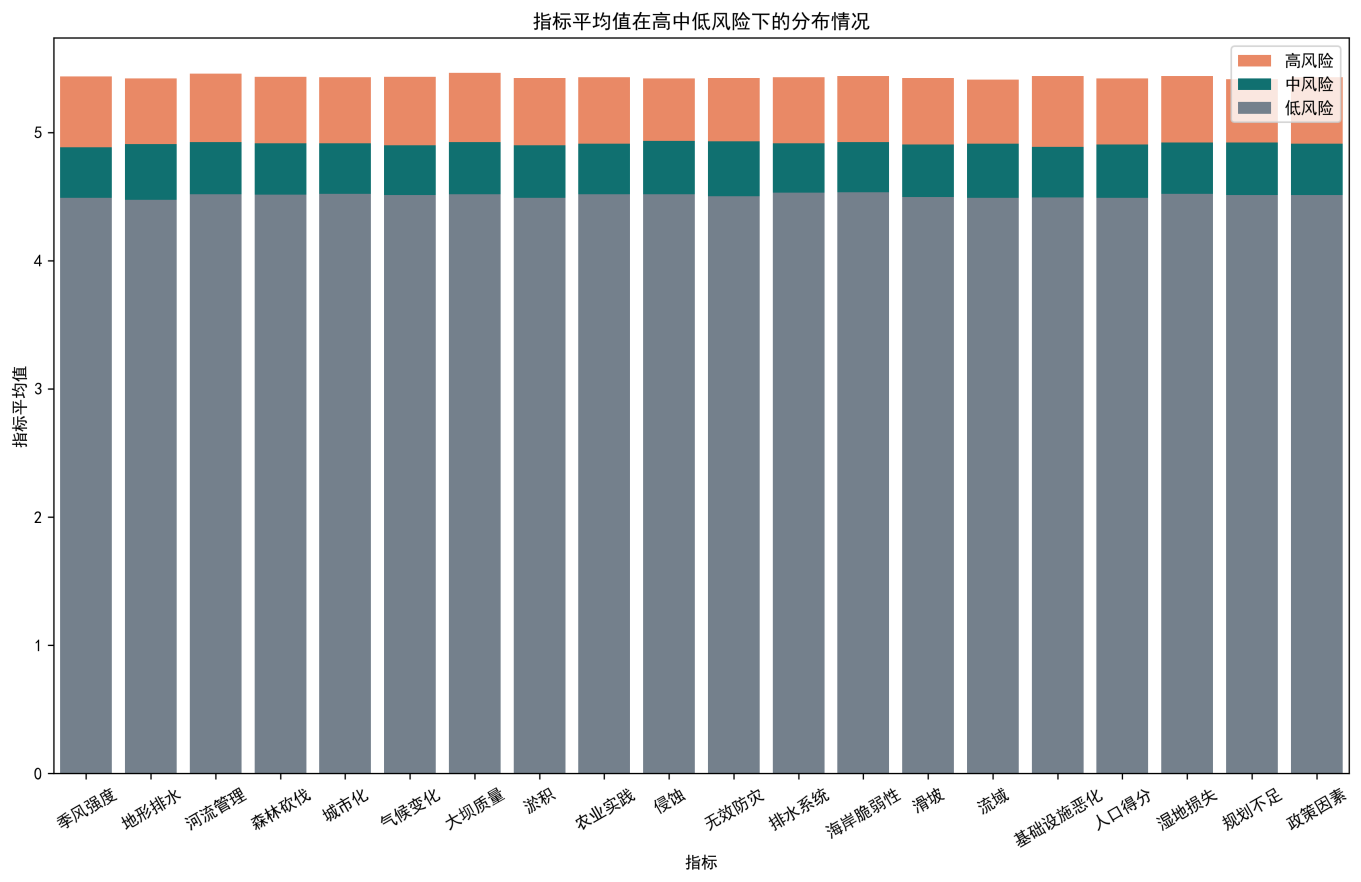 指标平均值在高中低风险下的分布情况
高风险
中风险
低风险
指标平均值
5
4
3
2
1
0
季风强度
地形排水
河流管理
森林砍伐
城市化
气候变化
大坝质量
淤积
农业实践
侵蚀
无效防灾
排水系统
海岸脆弱性
滑坡
流域
基础设施恶化
人口得分
湿地损失
规划不足
政策因素
指标